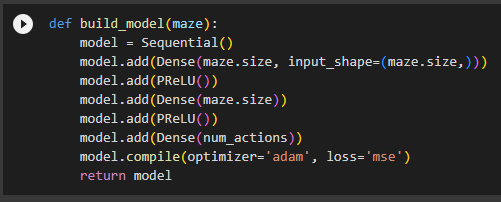 def build_model(maze):
    model = Sequential()
    model.add(Dense(maze.size, input_shape=(maze.size,)))
    model.add(PReLU())
    model.add(Dense(maze.size))
    model.add(PReLU())
    model.add(Dense(num_actions))
    model.compile(optimizer='adam', loss='mse')
    return model